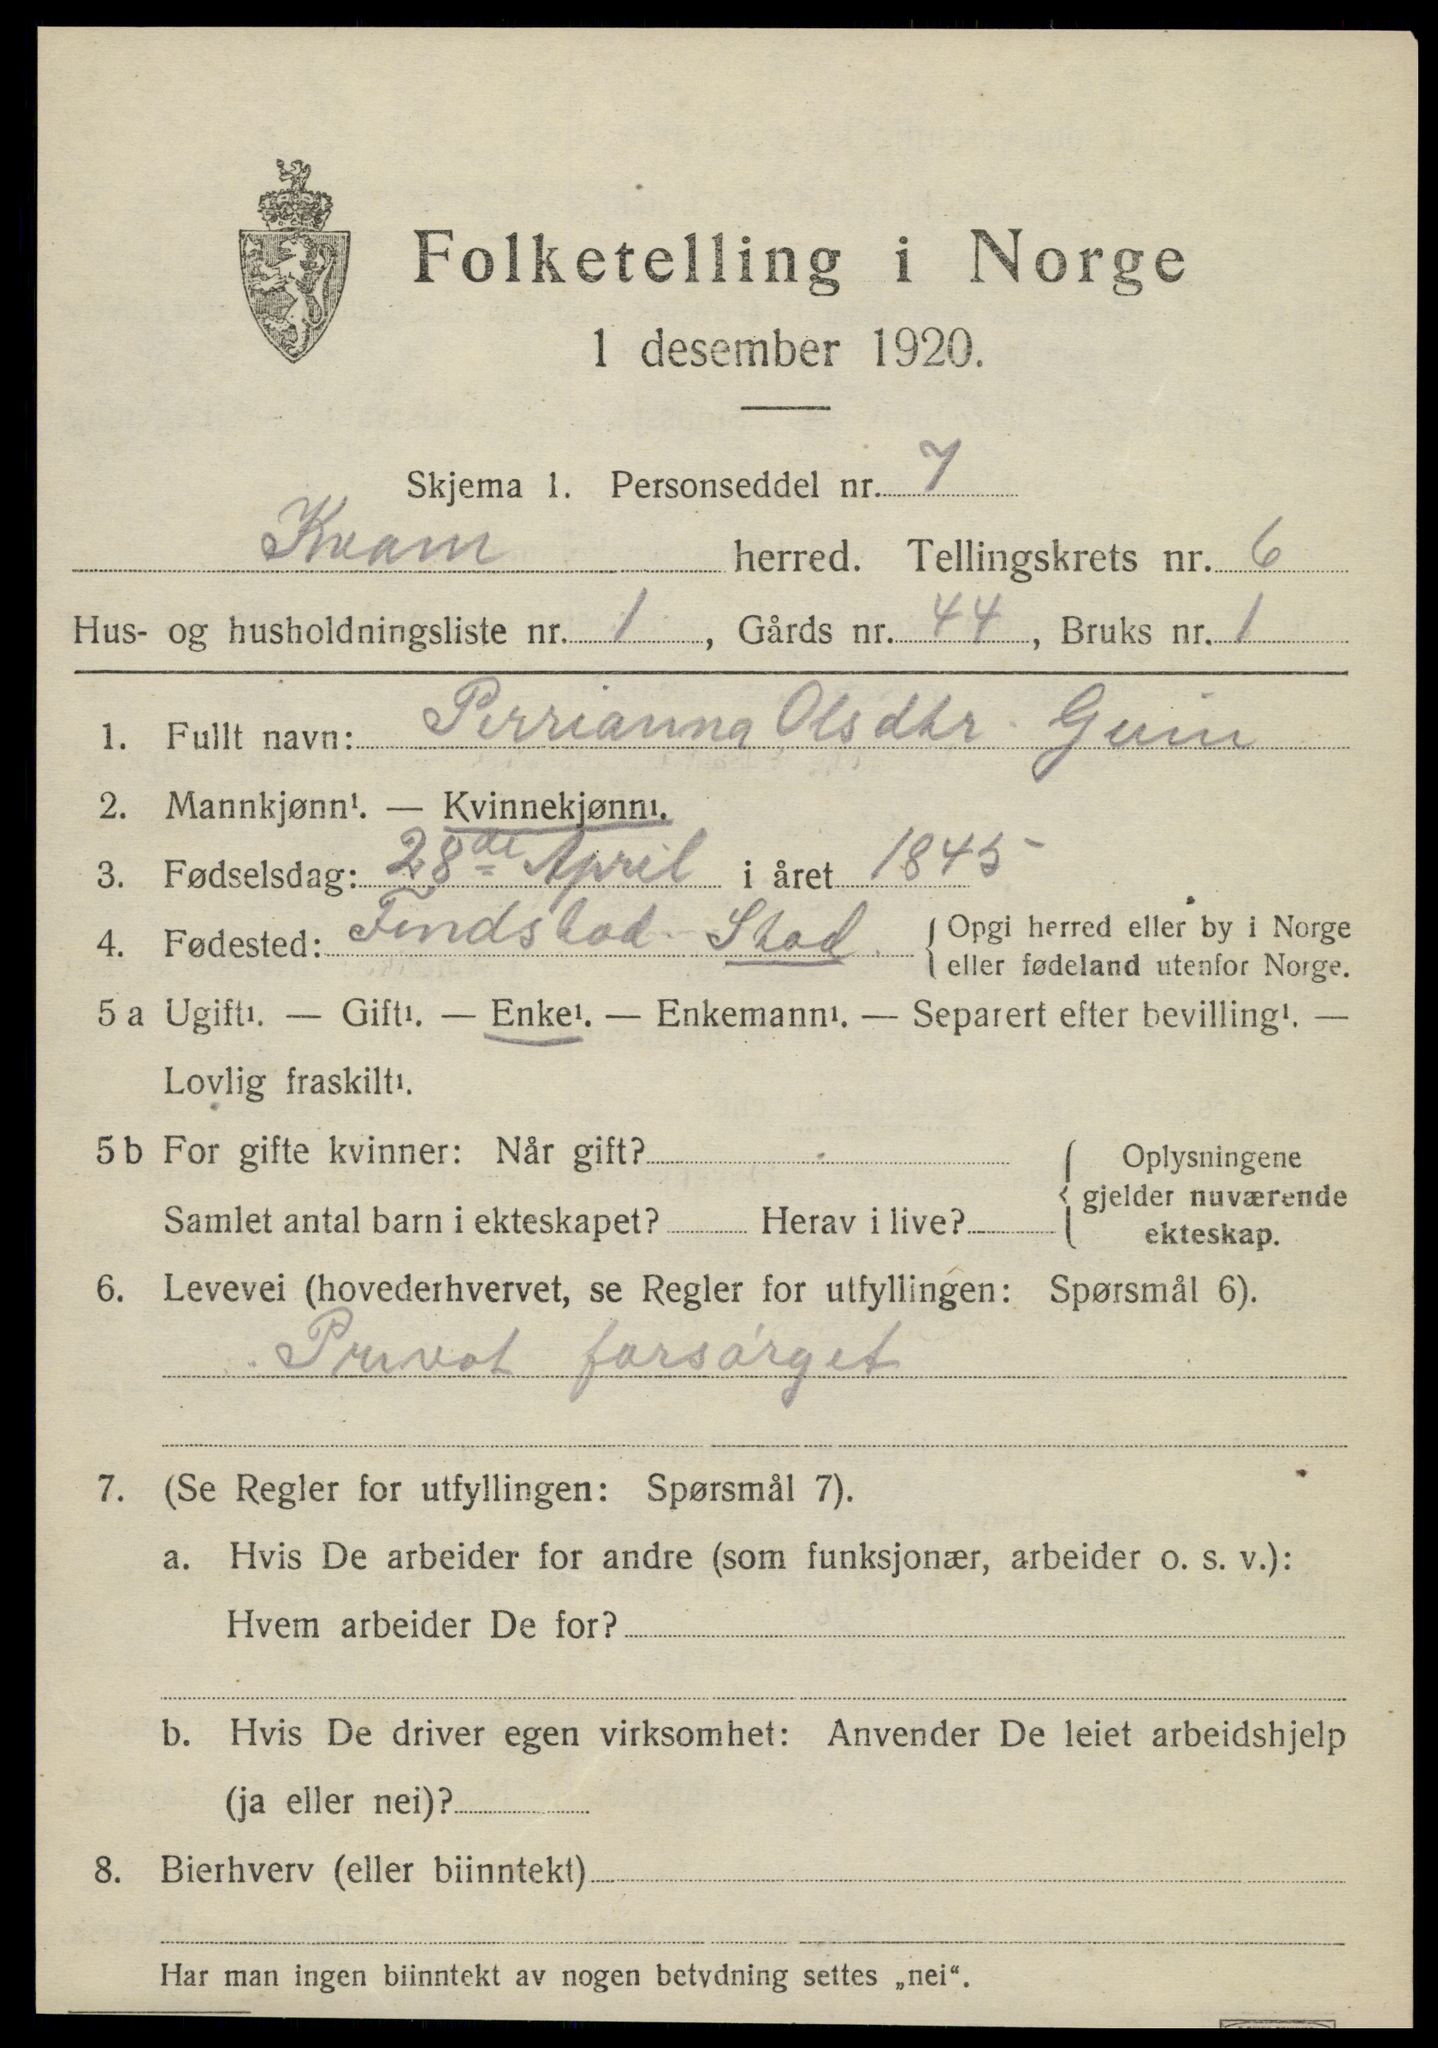 Folketelling i Norge
1 desember 1920.
Skjema 1. Personseddel nr. 7
Kvam herred. Tellingskrets nr. 6
Hus- og husholdningsliste nr. 1, Gårds nr. 44, Bruks nr. 1
1. Fullt navn: Perrianna Olsdtr. Guin
2. Mannkjønn¹. — Kvinnekjønn¹.
3. Fødselsdag: 28de April i året 1845
4. Fødested: Findstad Stod. Opgi herred eller by i Norge
eller fødeland utenfor Norge.
5 a Ugift¹. — Gift¹. — Enke¹. — Enkemann¹. — Separert efter bevilling¹. —
Lovlig fraskilt¹.
5 b For gifte kvinner: Når gift? Oplysningene
gjelder nuværende
Samlet antal barn i ekteskapet? Herav i live?
ekteskap.
6. Levevei (hovederhvervet, se Regler for utfyllingen: Spørsmål 6).
Privat forsørget
7. (Se Regler for utfyllingen: Spørsmål 7).
a. Hvis De arbeider for andre (som funksjonær, arbeider o. s. v.):
Hvem arbeider De for?
b. Hvis De driver egen virksomhet: Anvender De leiet arbeidshjelp
(ja eller nei)?
8. Bierhverv (eller biinntekt)
Har man ingen biinntekt av nogen betydning settes „nei“.